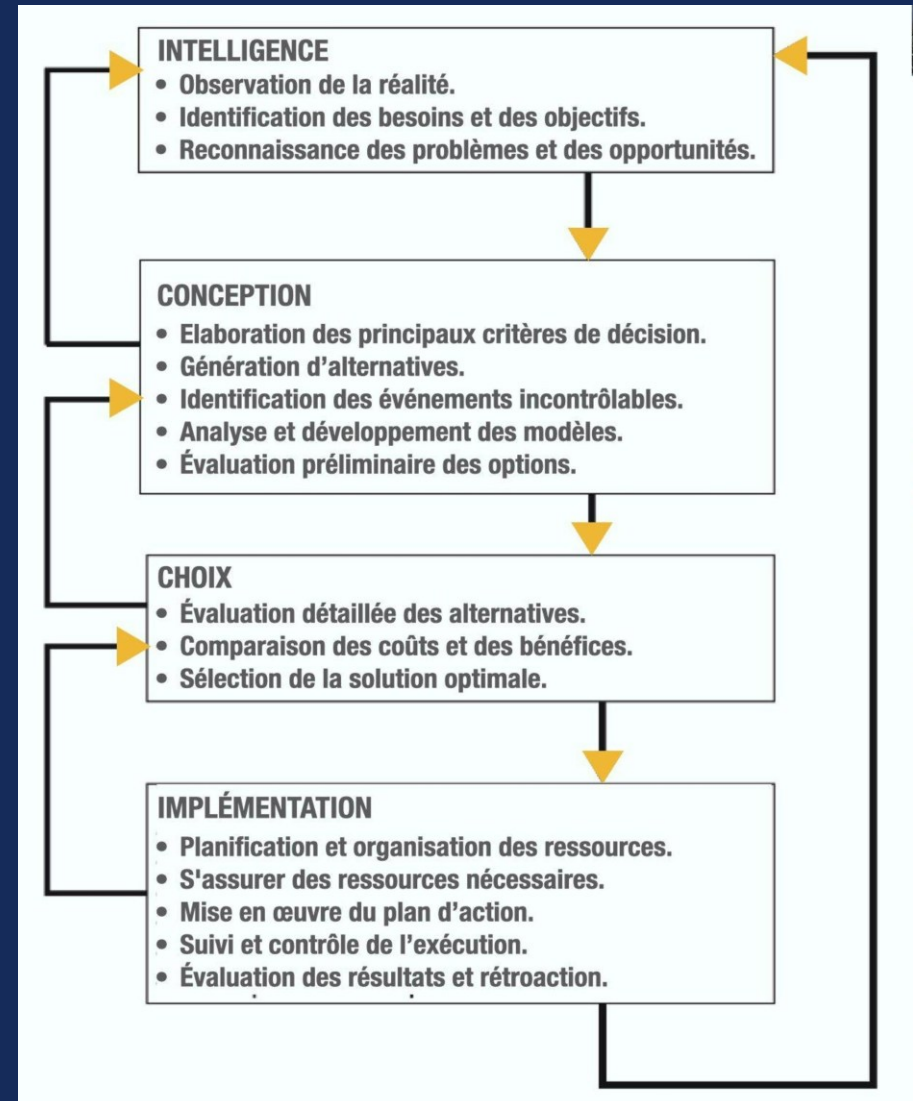 INTELLIGENCE
• Observation de la réalité.
• Identification des besoins et des objectifs.
• Reconnaissance des problèmes et des opportunités.
CONCEPTION
• Elaboration des principaux critères de décision.
• Génération d’alternatives.
• Identification des événements incontrôlables.
• Analyse et développement des modèles.
• Évaluation préliminaire des options.
CHOIX
• Évaluation détaillée des alternatives.
• Comparaison des coûts et des bénéfices.
• Sélection de la solution optimale.
IMPLÉMENTATION
• Planification et organisation des ressources.
• S'assurer des ressources nécessaires.
• Mise en œuvre du plan d’action.
• Suivi et contrôle de l’exécution.
• Évaluation des résultats et rétroaction.